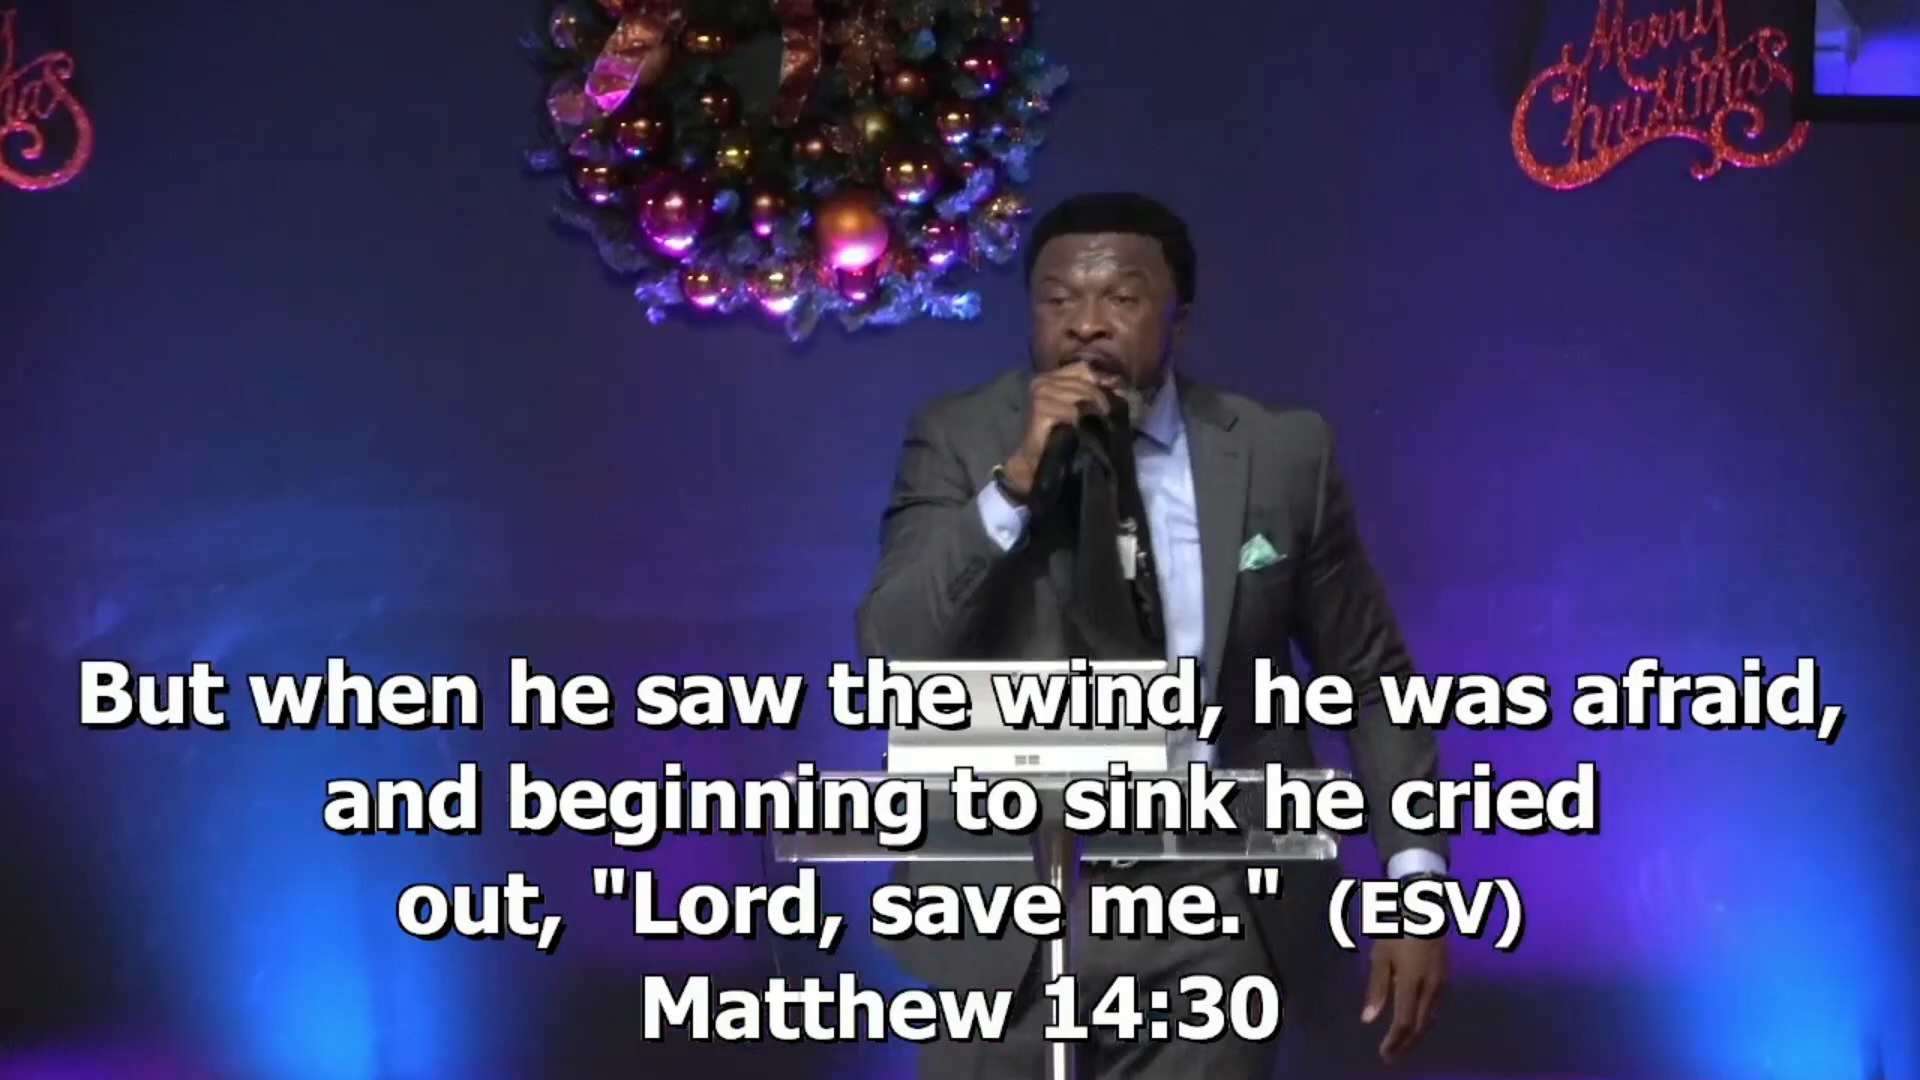 Merry
Christmas
But when he saw the wind, he was afraid,
and beginning to sink he cried
out, "Lord, save me." (ESV)
Matthew 14:30